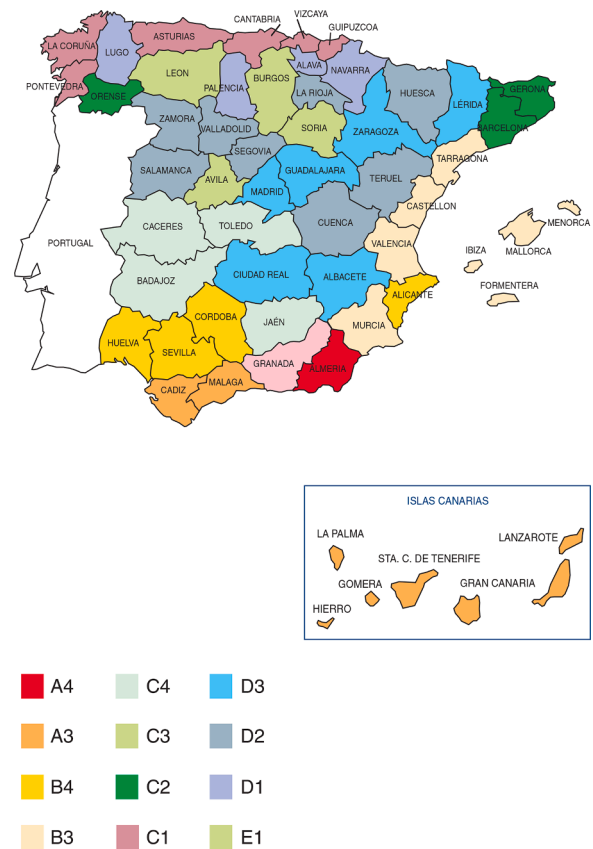 VIZCAYA
CANTABRIA
GUIPUZCOA
ASTURIAS
LA CORUÑA
LUGO
ALAVA
NAVARRA
LEON
BURGOS
PALENCIA
LA RIOJA
HUESCA
GERONA
PONTEVEDRA
ORENSE
LÉRIDA
ZAMORA
VALLADOLID
SORIA
ZARAGOZA
BARCELONA
SEGOVIA
TARRAGONA
SALAMANCA
AVILA
GUADALAJARA
MADRID
TERUEL
CASTELLON
MENORCA
CACERES
TOLEDO
CUENCA
PORTUGAL
VALENCIA
IBIZA
MALLORCA
BADAJOZ
CIUDAD REAL
ALBACETE
FORMENTERA
ALICANTE
CORDOBA
JAÉN
MURCIA
HUELVA
SEVILLA
GRANADA
ALMERIA
CADIZ
MALAGA
ISLAS CANARIAS
LA PALMA
LANZAROTE
STA. C. DE TENERIFE
GOMERA
GRAN CANARIA
HIERRO
A4
C4
D3
A3
C3
D2
B4
C2
D1
B3
C1
E1